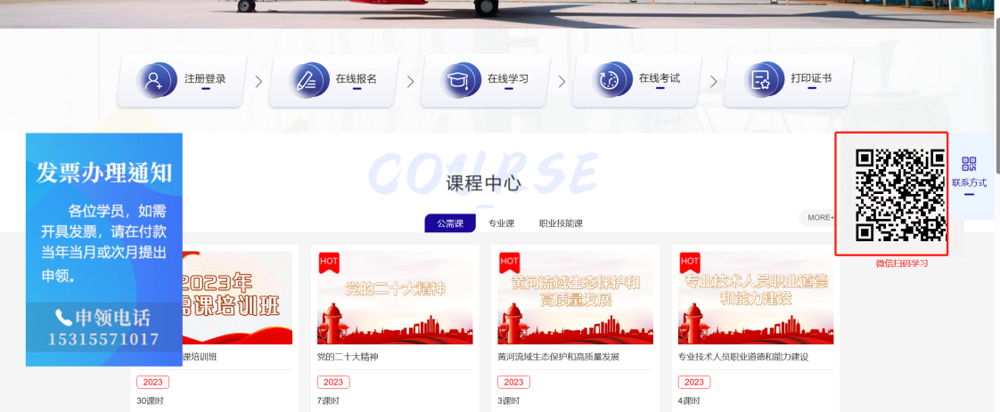 注册登录
在线报名
在线学习
在线考试
打印证书
发票办理通知
各位学员，如需
开具发票，请在付款
当年当月或次月提出
申领。
申领电话
15315571017
COURSE
课程中心
公需课
专业课
职业技能课
MORE+
联系方式
微信扫码学习
2023年
需课培训班
课培训班
2023
30课时
HOT
党的二十大精神
党的二十大精神
2023
7课时
HOT
黄河流域生态保护和
高质量发展
黄河流域生态保护和高质量发展
2023
3课时
HOT
专业技术人员职业道德
和能力建设
专业技术人员职业道德和能力建设
2023
4课时